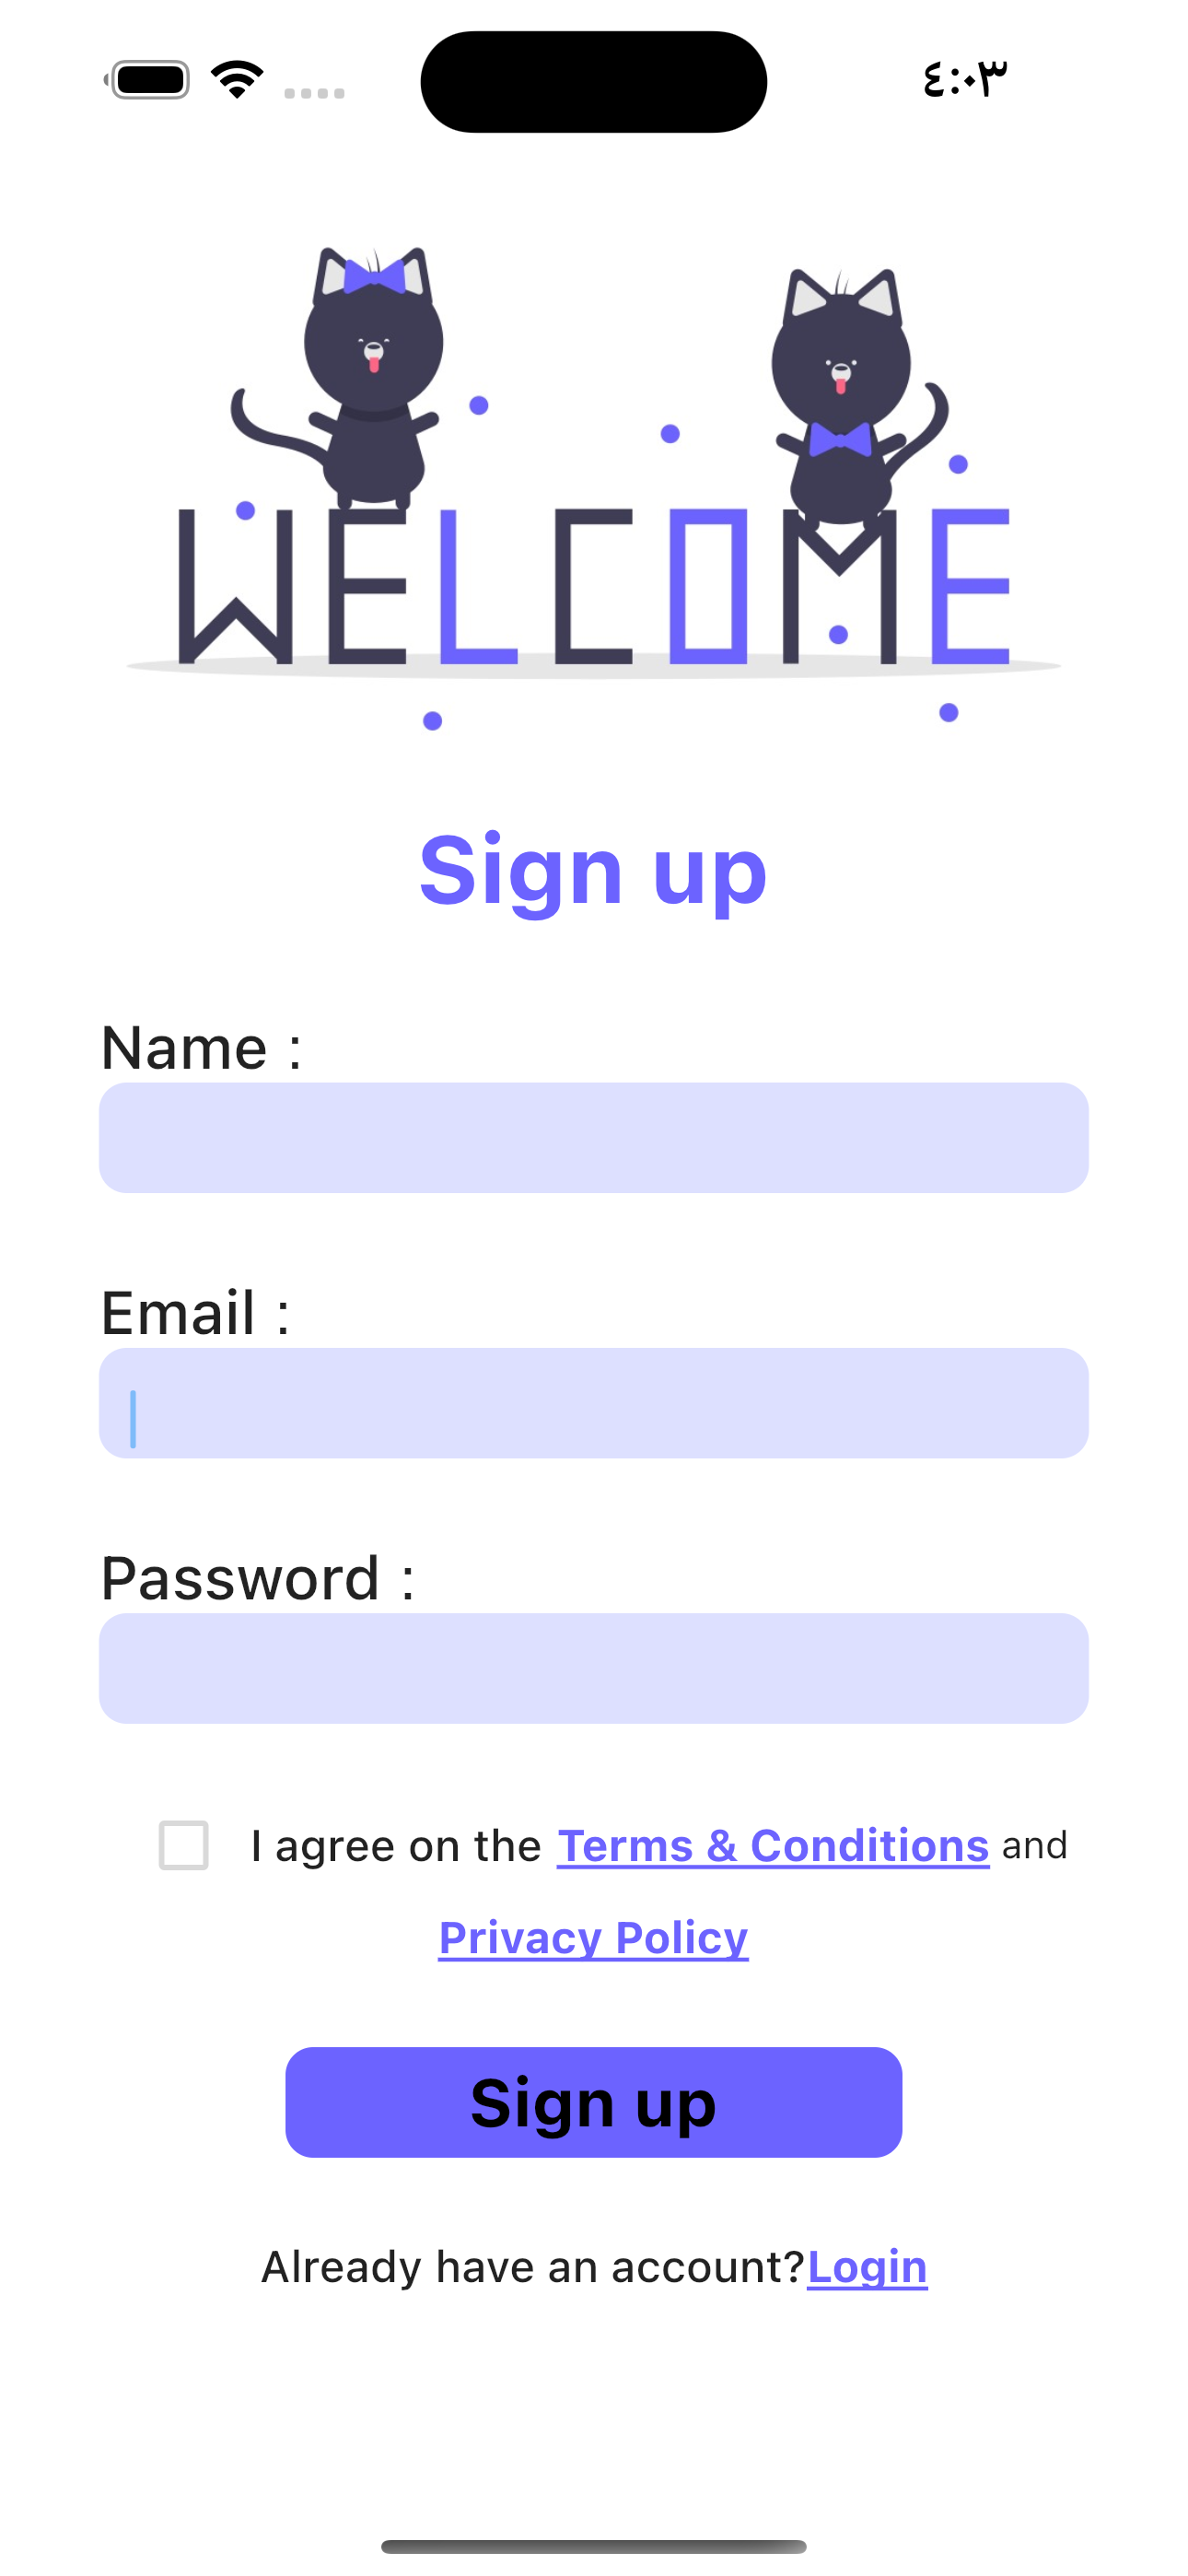 ٤:٠٣
WELCOME
Sign up
Name :
Email :
Password :
I agree on the Terms & Conditions and
Privacy Policy
Sign up
Already have an account?Login